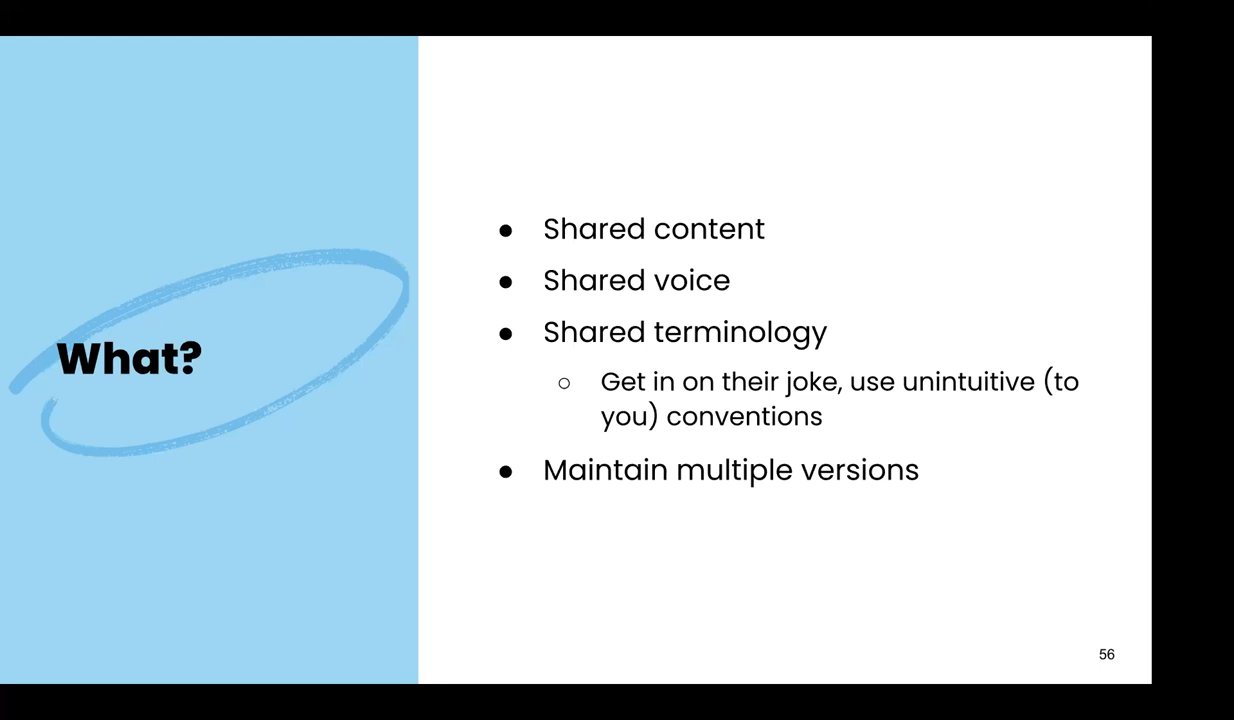 What?
● Shared content
● Shared voice
● Shared terminology
○ Get in on their joke, use unintuitive (to
you) conventions
● Maintain multiple versions
56